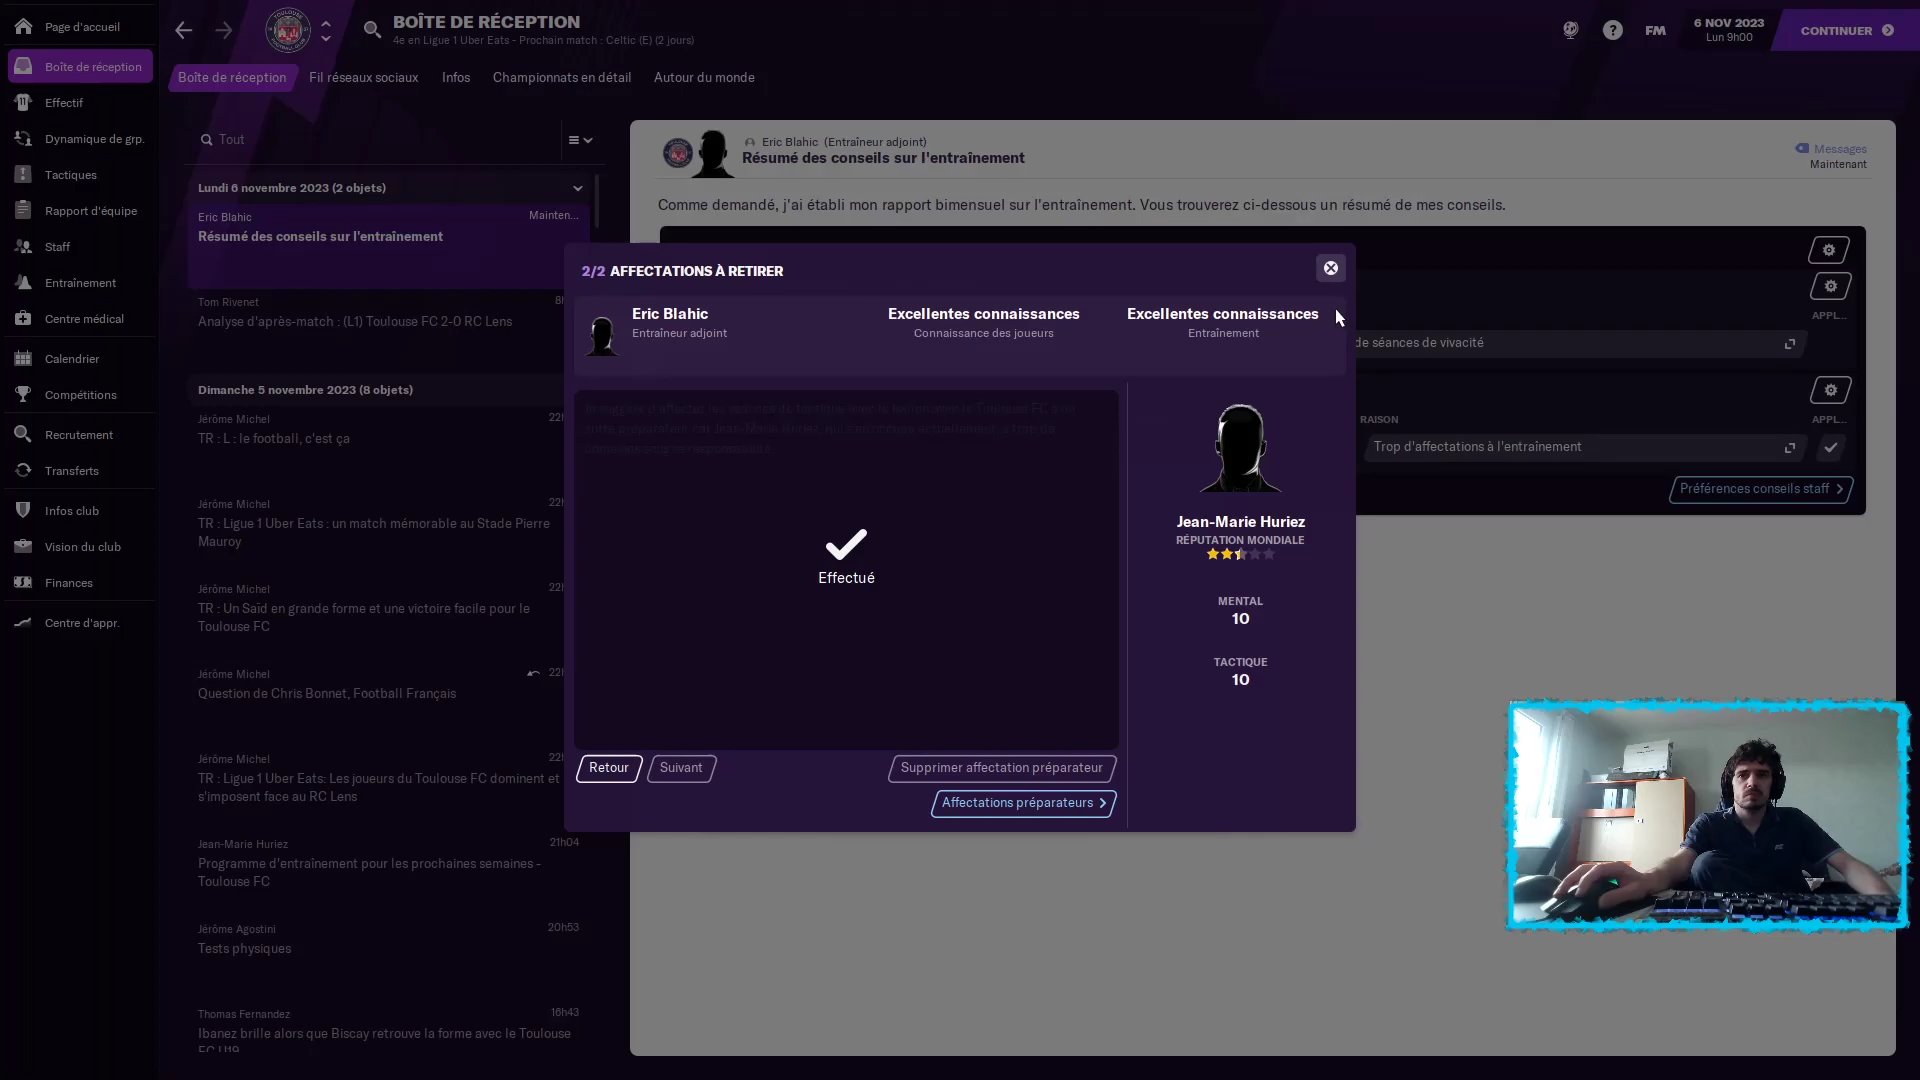 Page d'accueil
Boîte de réception
Effectif
Dynamique de grp.
Tactiques
Rapport d'équipe
Staff
Entraînement
Centre médical
Calendrier
Compétitions
Recrutement
Transferts
Infos club
Vision du club
Finances
Centre d'appr.
BOÎTE DE RÉCEPTION
4e en Ligue 1 Uber Eats - Prochain match : Celtic (E) (2 jours)
FM
6 NOV 2023
Lun 9h00
CONTINUER
Boîte de réception
Fil réseaux sociaux
Infos
Championnats en détail
Autour du monde
Tout
Lundi 6 novembre 2023 (2 objets)
Eric Blahic
Mainten...
Résumé des conseils sur l'entraînement
Tom Rivenet
Analyse d'après-match : (L1) Toulouse FC 2-0 RC Lens
Dimanche 5 novembre 2023 (8 objets)
Jérôme Michel
TR : L : le football, c'est ça
Jérôme Michel
TR : Ligue 1 Uber Eats : un match mémorable au Stade Pierre
Mauroy
Jérôme Michel
TR : Un Saïd en grande forme et une victoire facile pour le
Toulouse FC
Jérôme Michel
Question de Chris Bonnet, Football Français
Jérôme Michel
TR : Ligue 1 Uber Eats: Les joueurs du Toulouse FC dominent et
s'imposent face au RC Lens
Jean-Marie Huriez
21h04
Programme d'entraînement pour les prochaines semaines -
Toulouse FC
Jérôme Agostini
20h53
Tests physiques
Thomas Fernandez
16h43
Ibanez brille alors que Biscay retrouve la forme avec le Toulouse
FC U19
Eric Blahic (Entraîneur adjoint)
Résumé des conseils sur l'entraînement
Messages
Maintenant
Comme demandé, j'ai établi mon rapport bimensuel sur l'entraînement. Vous trouverez ci-dessous un résumé de mes conseils.
APPL...
de séances de vivacité
RAISON
APPL...
Trop d'affectations à l'entraînement
Préférences conseils staff
2/2 AFFECTATIONS À RETIRER
Eric Blahic
Entraîneur adjoint
Excellentes connaissances
Connaissance des joueurs
Excellentes connaissances
Entraînement
Effectué
Jean-Marie Huriez
RÉPUTATION MONDIALE
MENTAL
10
TACTIQUE
10
Retour
Suivant
Supprimer affectation préparateur
Affectations préparateurs